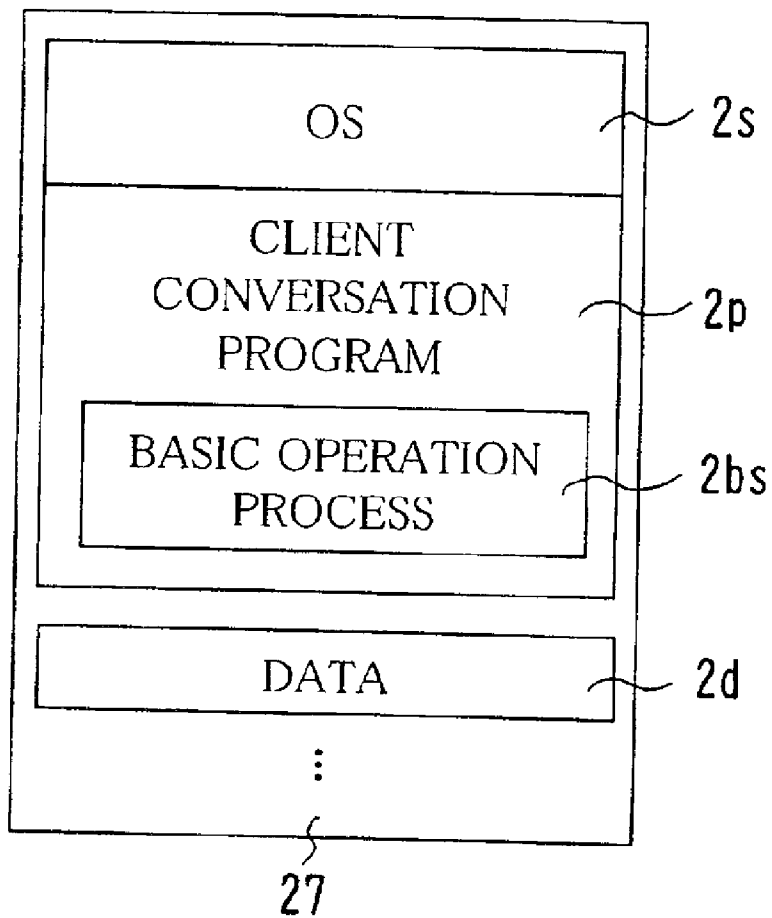 OS
2s
CLIENT
CONVERSATION
PROGRAM
2p
BASIC OPERATION
PROCESS
2bs
DATA
2d
⋮
27